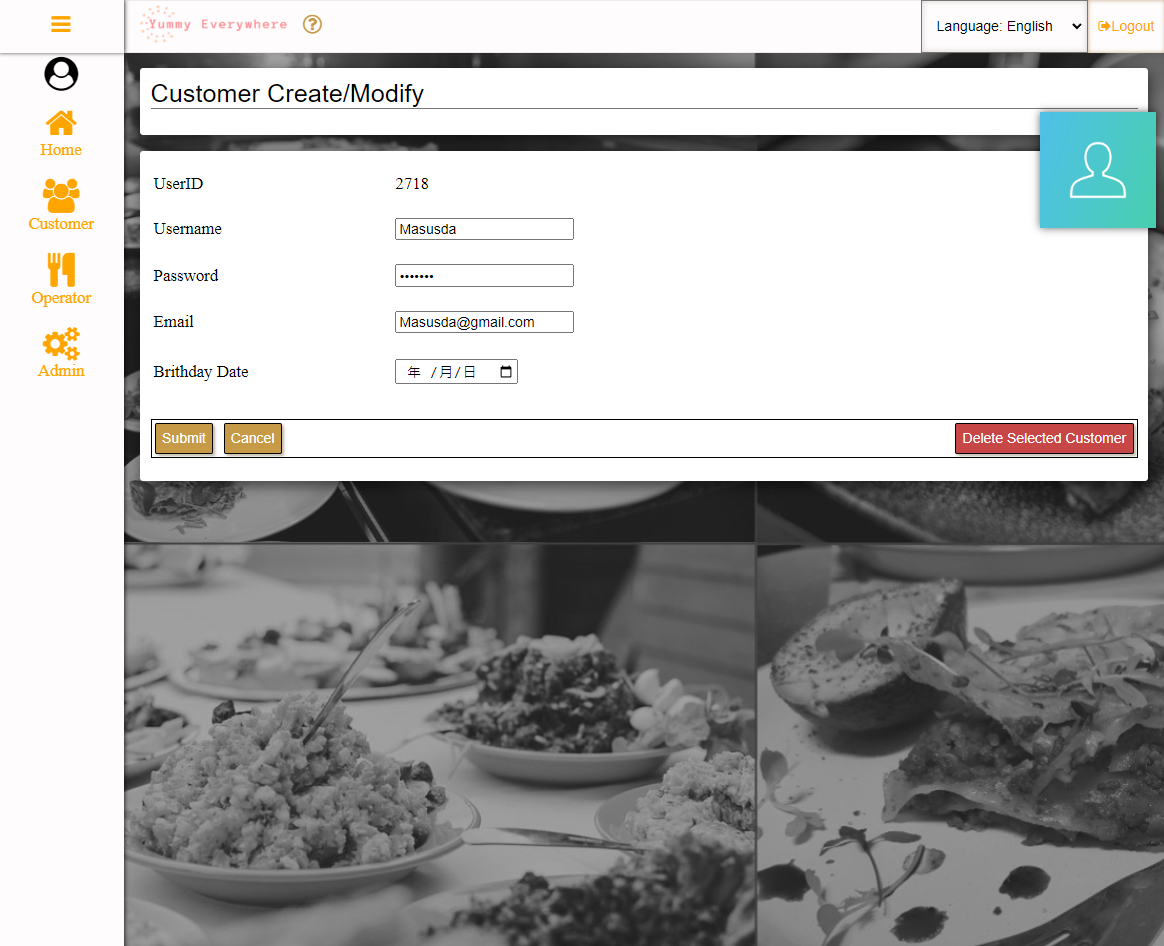 Yummy Everywhere
Language: English
Logout
Home
Customer
Operator
Admin
Customer Create/Modify
UserID 2718
Username Masusda
Password •••••••
Email Masusda@gmail.com
Brithday Date 年 /月/日
Submit Cancel Delete Selected Customer